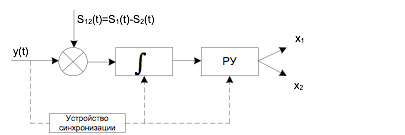 S₁₂(t)=S₁(t)-S₂(t)
y(t)
∫
РУ
x₁
x₂
Устройство
синхронизации